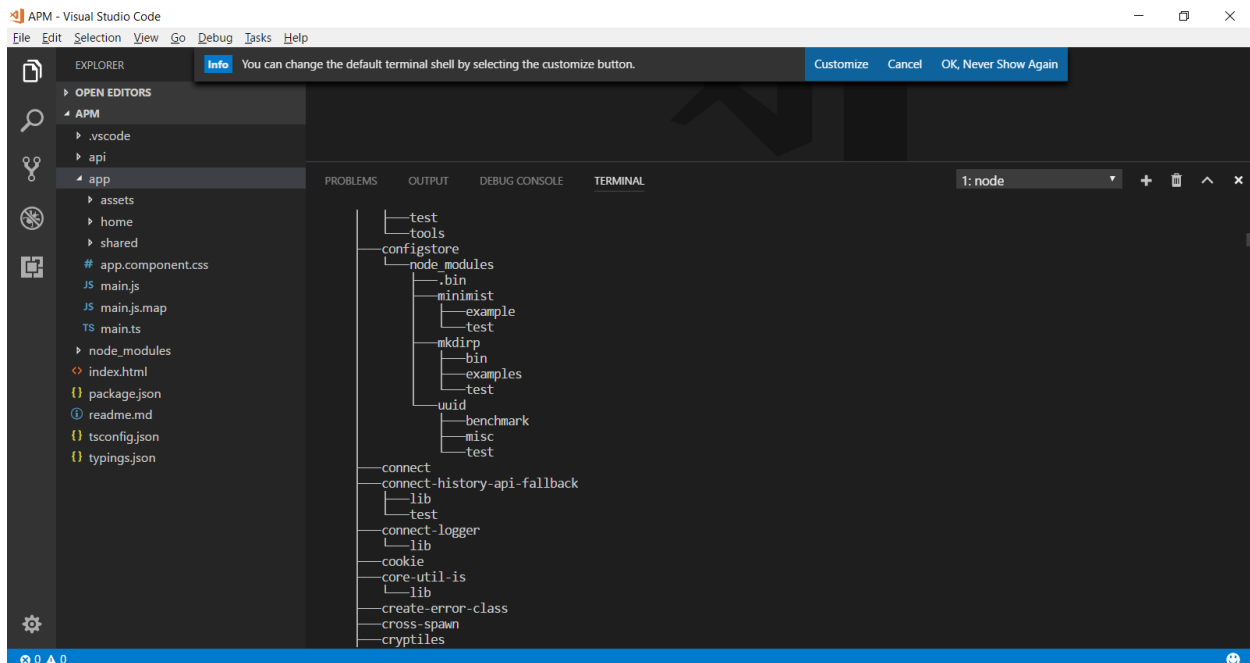 APM - Visual Studio Code
File Edit Selection View Go Debug Tasks Help
EXPLORER
Info You can change the default terminal shell by selecting the customize button. Customize Cancel OK, Never Show Again
OPEN EDITORS
APM
.vscode
api
app
assets
home
shared
# app.component.css
JS main.js
JS main.js.map
TS main.ts
node_modules
<> index.html
{} package.json
readme.md
{} tsconfig.json
{} typings.json
PROBLEMS OUTPUT DEBUG CONSOLE TERMINAL 1: node
test
tools
configstore
node_modules
.bin
minimist
example
test
mkdirp
bin
examples
test
uuid
benchmark
misc
test
connect
connect-history-api-fallback
lib
test
connect-logger
lib
cookie
core-util-is
lib
create-error-class
cross-spawn
cryptiles
0 0